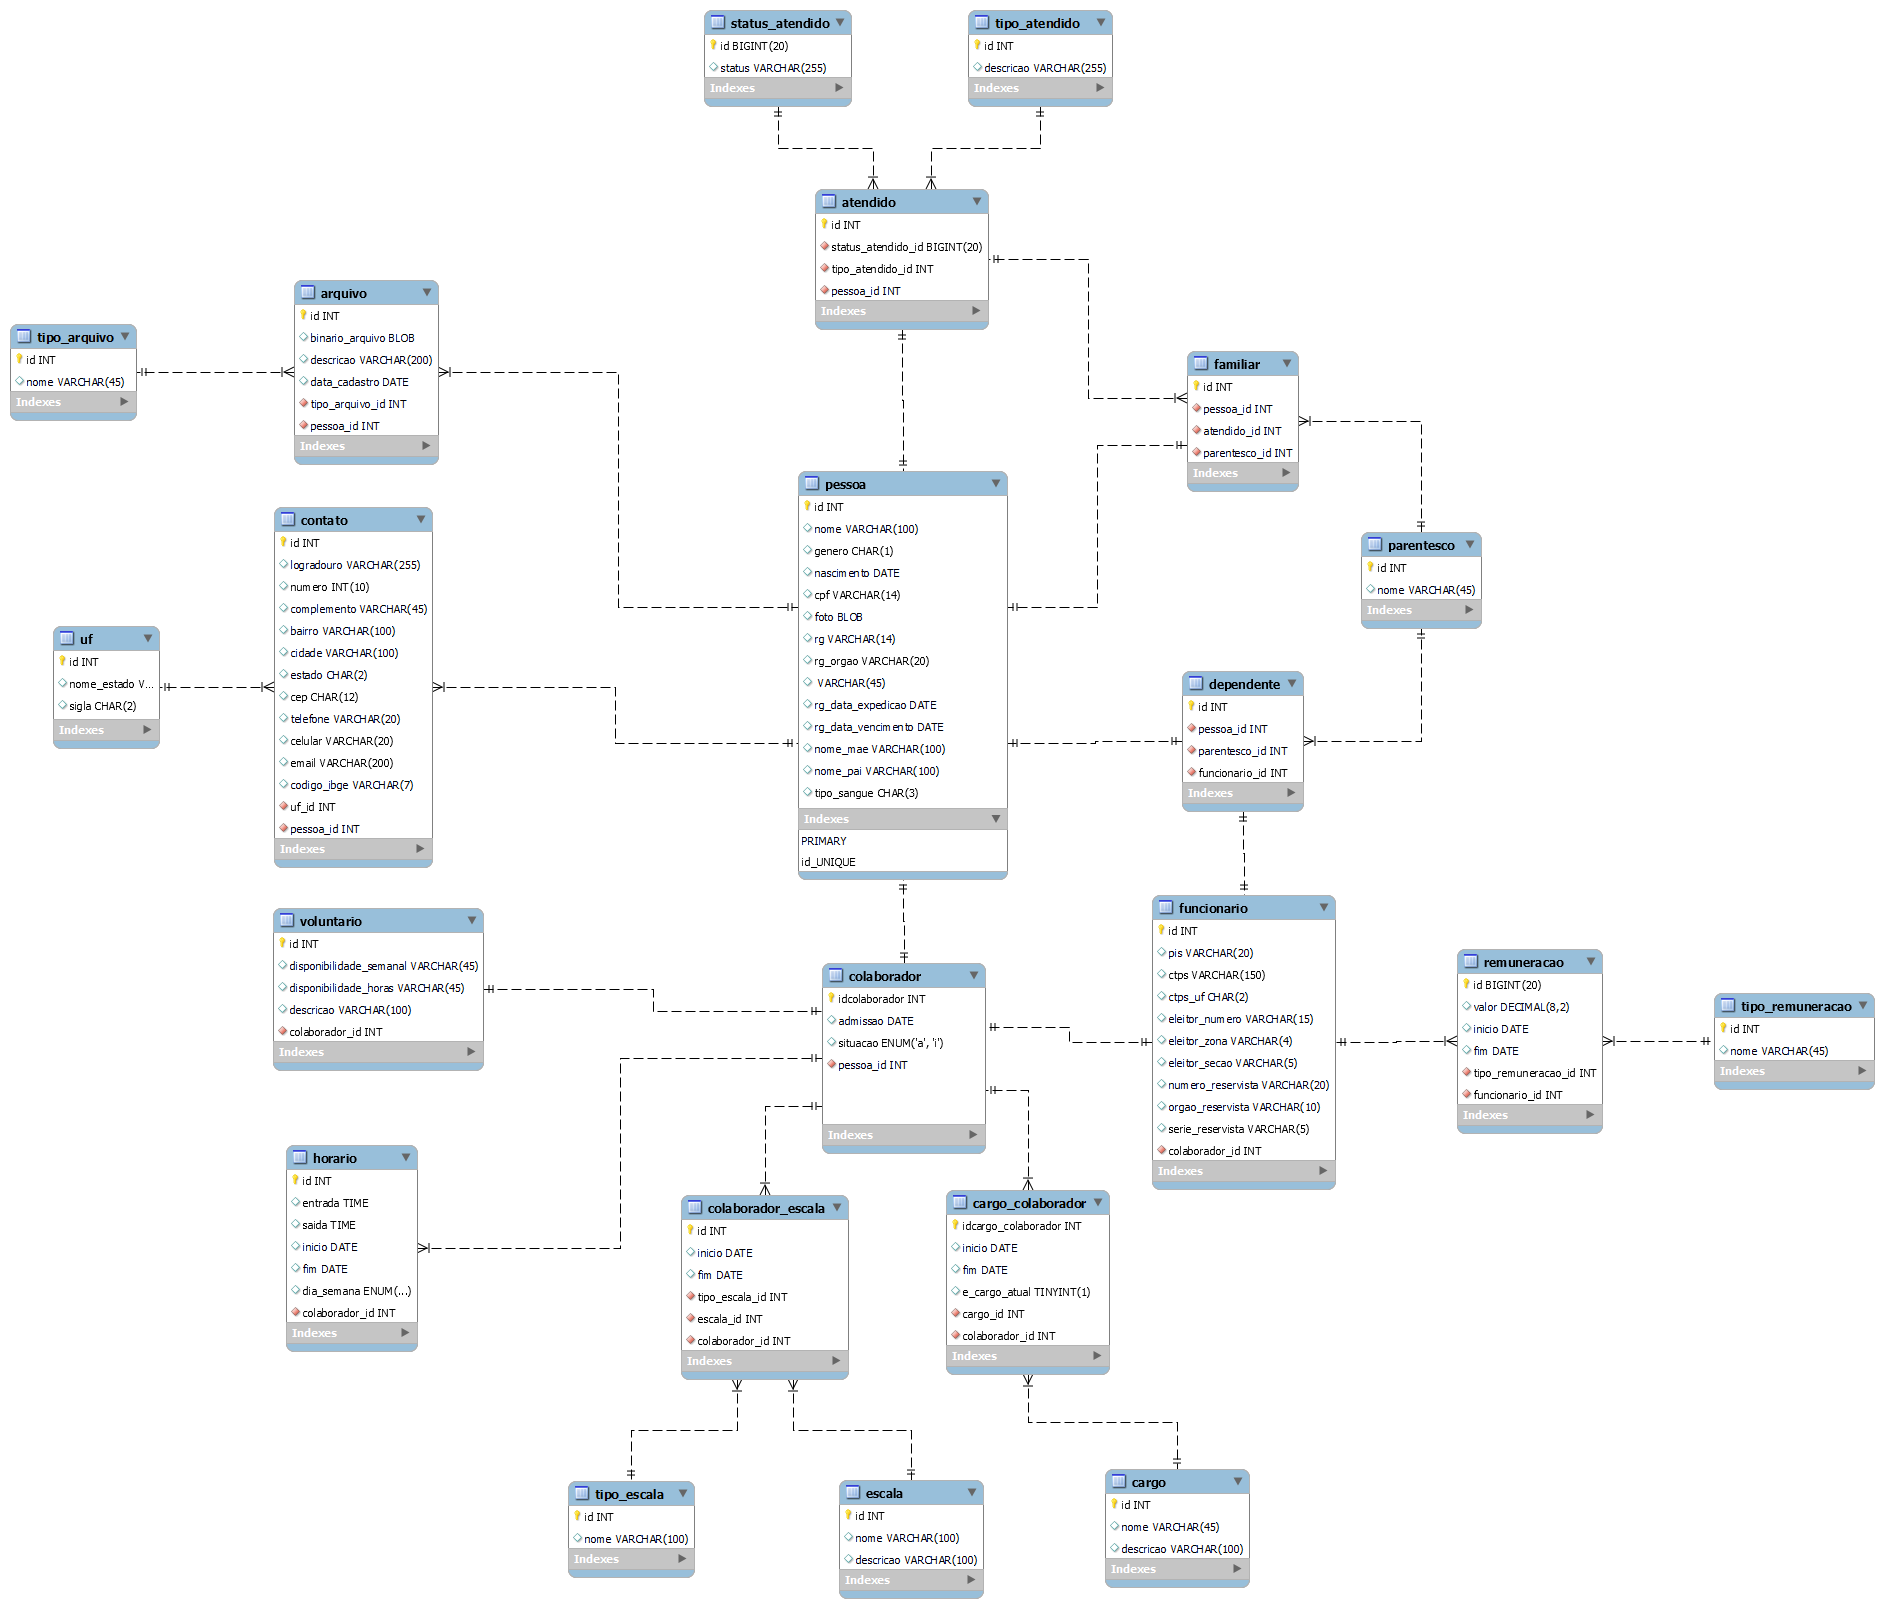 status_atendido
id BIGINT(20)
status VARCHAR(255)
Indexes
tipo_atendido
id INT
descricao VARCHAR(255)
Indexes
atendido
id INT
status_atendido_id BIGINT(20)
tipo_atendido_id INT
pessoa_id INT
Indexes
arquivo
id INT
binario_arquivo BLOB
descricao VARCHAR(200)
data_cadastro DATE
tipo_arquivo_id INT
pessoa_id INT
Indexes
tipo_arquivo
id INT
nome VARCHAR(45)
Indexes
familiar
id INT
pessoa_id INT
atendido_id INT
parentesco_id INT
Indexes
pessoa
id INT
nome VARCHAR(100)
genero CHAR(1)
nascimento DATE
cpf VARCHAR(14)
foto BLOB
rg VARCHAR(14)
rg_orgao VARCHAR(20)
VARCHAR(45)
rg_data_expedicao DATE
rg_data_vencimento DATE
nome_mae VARCHAR(100)
nome_pai VARCHAR(100)
tipo_sangue CHAR(3)
Indexes
PRIMARY
id_UNIQUE
contato
id INT
logradouro VARCHAR(255)
numero INT(10)
complemento VARCHAR(45)
bairro VARCHAR(100)
cidade VARCHAR(100)
estado CHAR(2)
cep CHAR(12)
telefone VARCHAR(20)
celular VARCHAR(20)
email VARCHAR(200)
codigo_ibge VARCHAR(7)
uf_id INT
pessoa_id INT
Indexes
uf
id INT
nome_estado V...
sigla CHAR(2)
Indexes
parentesco
id INT
nome VARCHAR(45)
Indexes
dependente
id INT
pessoa_id INT
parentesco_id INT
funcionario_id INT
Indexes
voluntario
id INT
disponibilidade_semanal VARCHAR(45)
disponibilidade_horas VARCHAR(45)
descricao VARCHAR(100)
colaborador_id INT
Indexes
colaborador
idcolaborador INT
admissao DATE
situacao ENUM('a', 'i')
pessoa_id INT
Indexes
funcionario
id INT
pis VARCHAR(20)
ctps VARCHAR(150)
ctps_uf CHAR(2)
eleitor_numero VARCHAR(15)
eleitor_zona VARCHAR(4)
eleitor_secao VARCHAR(5)
numero_reservista VARCHAR(20)
orgao_reservista VARCHAR(10)
serie_reservista VARCHAR(5)
colaborador_id INT
Indexes
remuneracao
id BIGINT(20)
valor DECIMAL(8,2)
inicio DATE
fim DATE
tipo_remuneracao_id INT
funcionario_id INT
Indexes
tipo_remuneracao
id INT
nome VARCHAR(45)
Indexes
horario
id INT
entrada TIME
saida TIME
inicio DATE
fim DATE
dia_semana ENUM(...)
colaborador_id INT
Indexes
colaborador_escala
id INT
inicio DATE
fim DATE
tipo_escala_id INT
escala_id INT
colaborador_id INT
Indexes
cargo_colaborador
idcargo_colaborador INT
inicio DATE
fim DATE
e_cargo_atual TINYINT(1)
cargo_id INT
colaborador_id INT
Indexes
tipo_escala
id INT
nome VARCHAR(100)
Indexes
escala
id INT
nome VARCHAR(100)
descricao VARCHAR(100)
Indexes
cargo
id INT
nome VARCHAR(45)
descricao VARCHAR(100)
Indexes